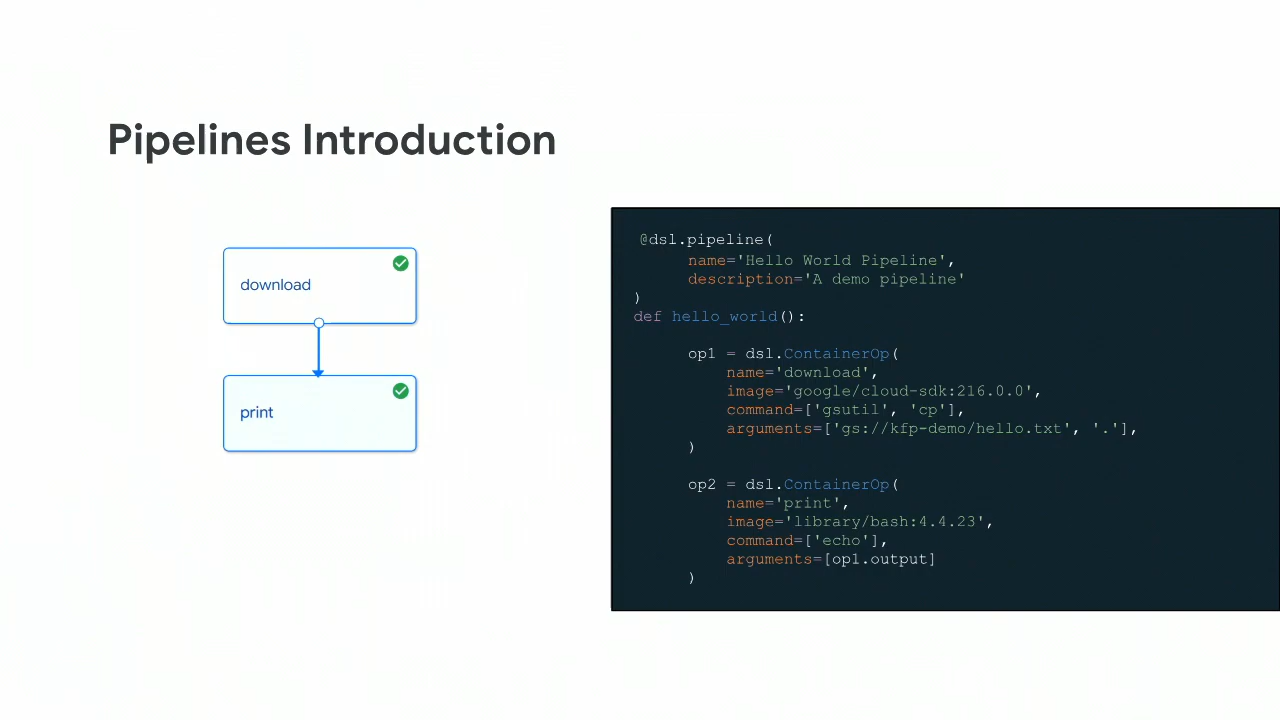 Pipelines Introduction
download
print
@dsl.pipeline(
name='Hello World Pipeline',
description='A demo pipeline'
)
def hello_world():
op1 = dsl.ContainerOp(
name='download',
image='google/cloud-sdk:216.0.0',
command=['gsutil', 'cp'],
arguments=['gs://kfp-demo/hello.txt', '.'],
)
op2 = dsl.ContainerOp(
name='print',
image='library/bash:4.4.23',
command=['echo'],
arguments=[op1.output]
)